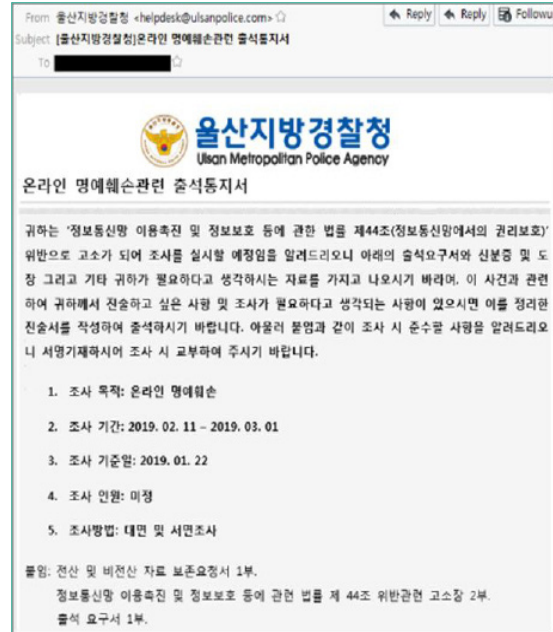 From 울산지방경찰청 <helpdesk@ulsanpolice.com>
Reply Reply Followu
Subject [울산지방경찰청]온라인 명예훼손관련 출석통지서
To
울산지방경찰청
Ulsan Metropolitan Police Agency
온라인 명예훼손관련 출석통지서
귀하는 '정보통신망 이용촉진 및 정보보호 등에 관한 법률 제44조(정보통신망에서의 권리보호)'
위반으로 고소가 되어 조사를 실시할 예정임을 알려드리오니 아래의 출석요구서와 신분증 및 도
장 그리고 기타 귀하가 필요하다고 생각하시는 자료를 가지고 나오시기 바라며, 이 사건과 관련
하여 귀하께서 진술하고 싶은 사항 및 조사가 필요하다고 생각되는 사항이 있으시면 이를 정리한
진술서를 작성하여 출석하시기 바랍니다. 아울러 붙임과 같이 조사 시 준수할 사항을 알려드리오
니 서명기재하시어 조사 시 교부하여 주시기 바랍니다.
1. 조사 목적: 온라인 명예훼손
2. 조사 기간: 2019. 02. 11 – 2019. 03. 01
3. 조사 기준일: 2019. 01. 22
4. 조사 인원: 미정
5. 조사방법: 대면 및 서면조사
붙임: 전산 및 비전산 자료 보존요청서 1부.
정보통신망 이용촉진 및 정보보호 등에 관련 법률 제 44조 위반관련 고소장 2부.
출석 요구서 1부.